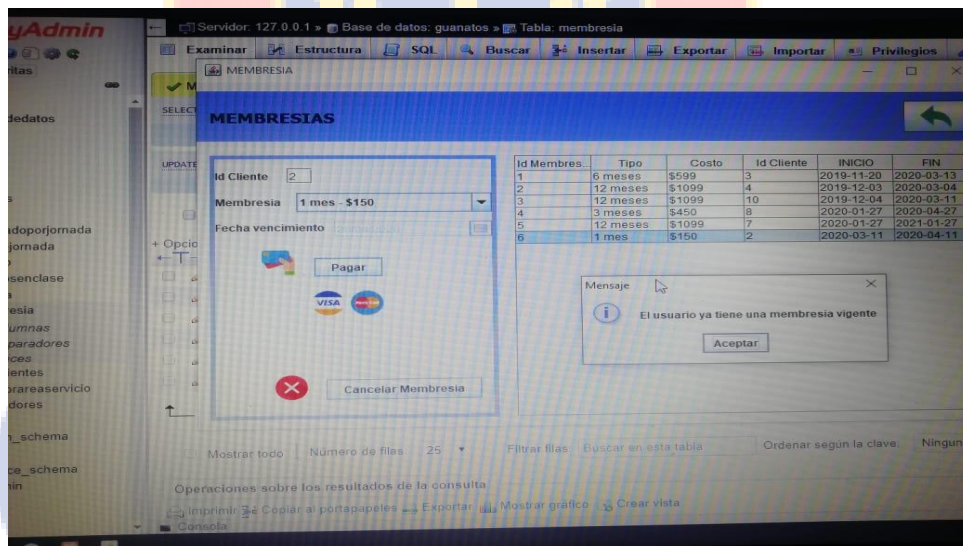 yAdmin
Servidor: 127.0.0.1 » Base de datos: guanatos » Tabla: membresia
Examinar Estructura SQL Buscar Insertar Exportar Importar Privilegios
ritas
dedatos
adoporjornada
jornada
senclase
esia
umnas
paradores
ces
ientes
orareaservicio
dores
n_schema
ce_schema
min
M
SELECT
UPDATE
+ Opcio
MEMBRESIA
MEMBRESIAS
Id Cliente 2
Membresia 1 mes - $150
Fecha vencimiento
Pagar
VISA
Cancelar Membresia
Id Membres... Tipo Costo Id Cliente INICIO FIN
1 6 meses $599 3 2019-11-20 2020-03-13
2 12 meses $1099 4 2019-12-03 2020-03-04
3 12 meses $1099 10 2019-12-04 2020-03-11
4 3 meses $450 8 2020-01-27 2020-04-27
5 12 meses $1099 7 2020-01-27 2021-01-27
6 1 mes $150 2 2020-03-11 2020-04-11
Mensaje
El usuario ya tiene una membresia vigente
Aceptar
Mostrar todo Número de filas: 25 Filtrar filas: Buscar en esta tabla Ordenar según la clave: Ningun
Operaciones sobre los resultados de la consulta
Imprimir Copiar al portapapeles Exportar Mostrar gráfico Crear vista
Consola